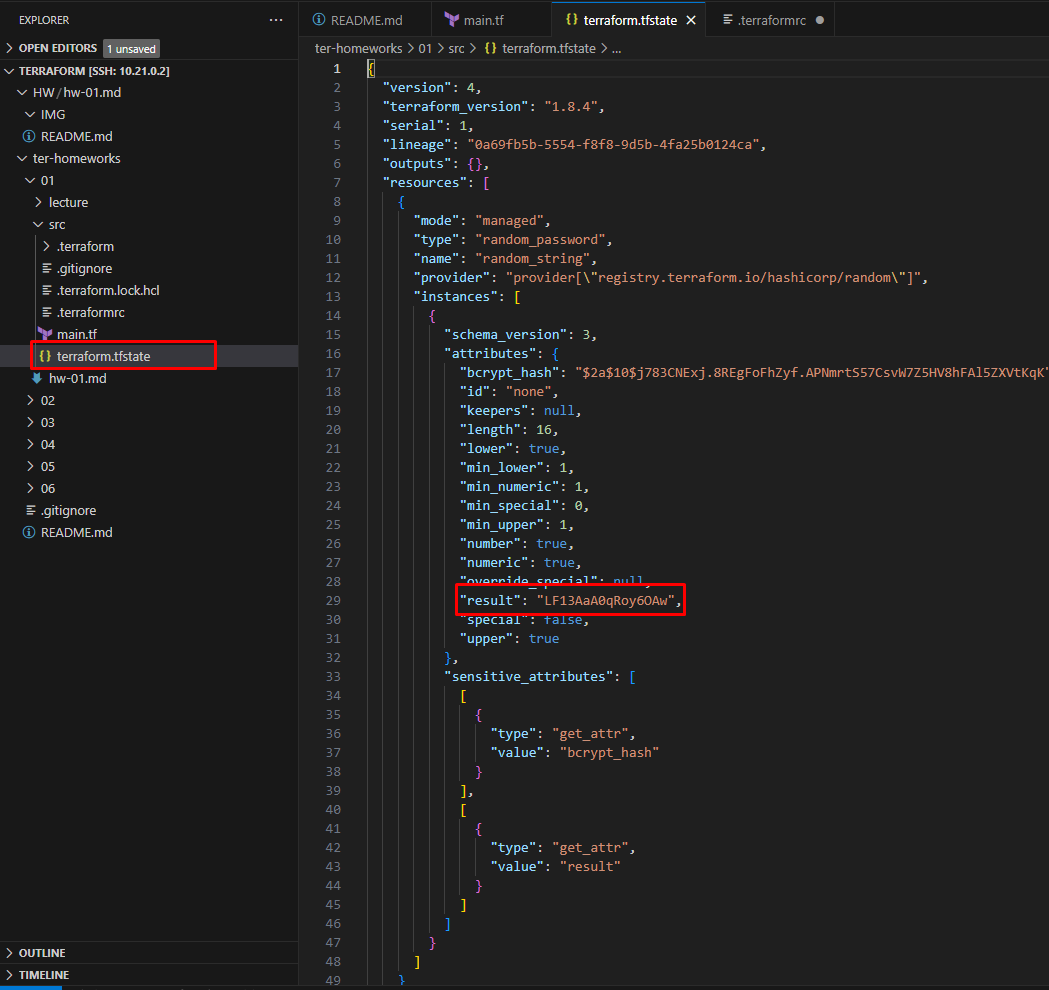 EXPLORER
...
OPEN EDITORS 1 unsaved
TERRAFORM [SSH: 10.21.0.2]
HW / hw-01.md
IMG
README.md
ter-homeworks
01
lecture
src
.terraform
.gitignore
.terraform.lock.hcl
.terraformrc
main.tf
terraform.tfstate
hw-01.md
02
03
04
05
06
.gitignore
README.md
OUTLINE
TIMELINE
README.md main.tf {} terraform.tfstate .terraformrc
ter-homeworks > 01 > src > {} terraform.tfstate > ...
1 {
2 "version": 4,
3 "terraform_version": "1.8.4",
4 "serial": 1,
5 "lineage": "0a69fb5b-5554-f8f8-9d5b-4fa25b0124ca",
6 "outputs": {},
7 "resources": [
8 {
9 "mode": "managed",
10 "type": "random_password",
11 "name": "random_string",
12 "provider": "provider[\"registry.terraform.io/hashicorp/random\"]",
13 "instances": [
14 {
15 "schema_version": 3,
16 "attributes": {
17 "bcrypt_hash": "$2a$10$j783CNExj.8REgFoFhZyf.APNmrtS57CsvW7Z5HV8hFAl5ZXVtKqK"
18 "id": "none",
19 "keepers": null,
20 "length": 16,
21 "lower": true,
22 "min_lower": 1,
23 "min_numeric": 1,
24 "min_special": 0,
25 "min_upper": 1,
26 "number": true,
27 "numeric": true,
28 "override_special": null,
29 "result": "LF13AaA0qRoy6OAw",
30 "special": false,
31 "upper": true
32 },
33 "sensitive_attributes": [
34 [
35 {
36 "type": "get_attr",
37 "value": "bcrypt_hash"
38 }
39 ],
40 [
41 {
42 "type": "get_attr",
43 "value": "result"
44 }
45 ]
46 ]
47 }
48 ]
49 }